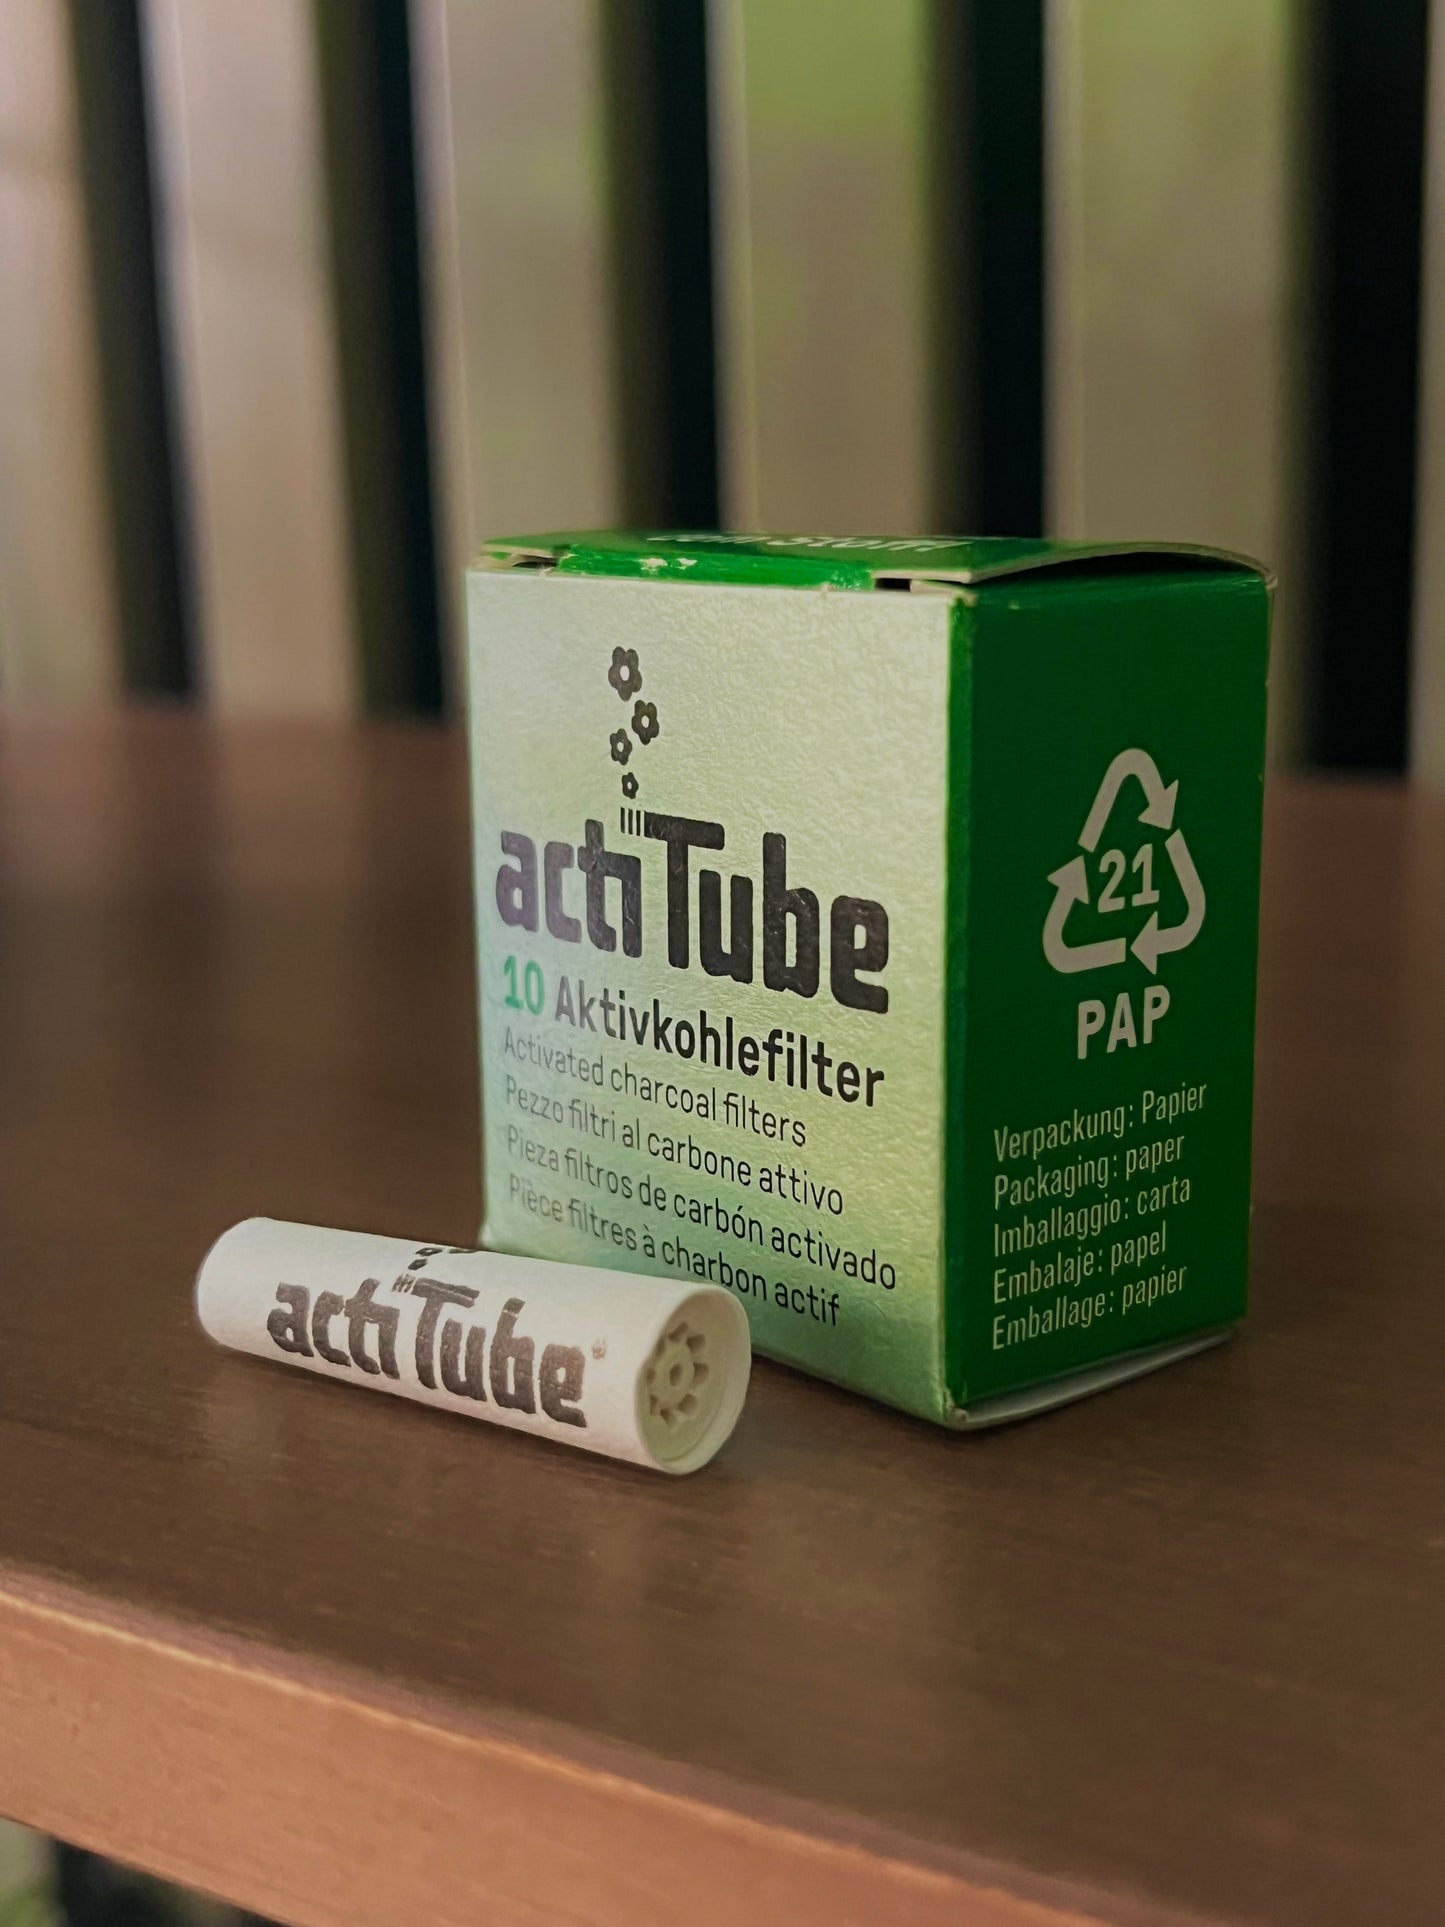 actiTube
10 Aktivkohlefilter
Activated charcoal filters
Pezzo filtri al carbone attivo
Pieza filtros de carbón activado
Pièce filtres à charbon actif
21
PAP
Verpackung: Papier
Packaging: paper
Imballaggio: carta
Embalaje: papel
Emballage: papier
actiTube